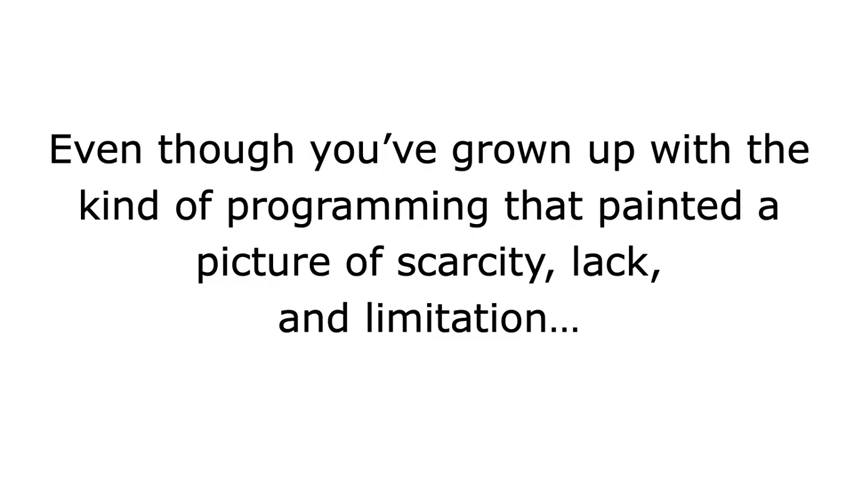 Even though you’ve grown up with the
kind of programming that painted a
picture of scarcity, lack,
and limitation…